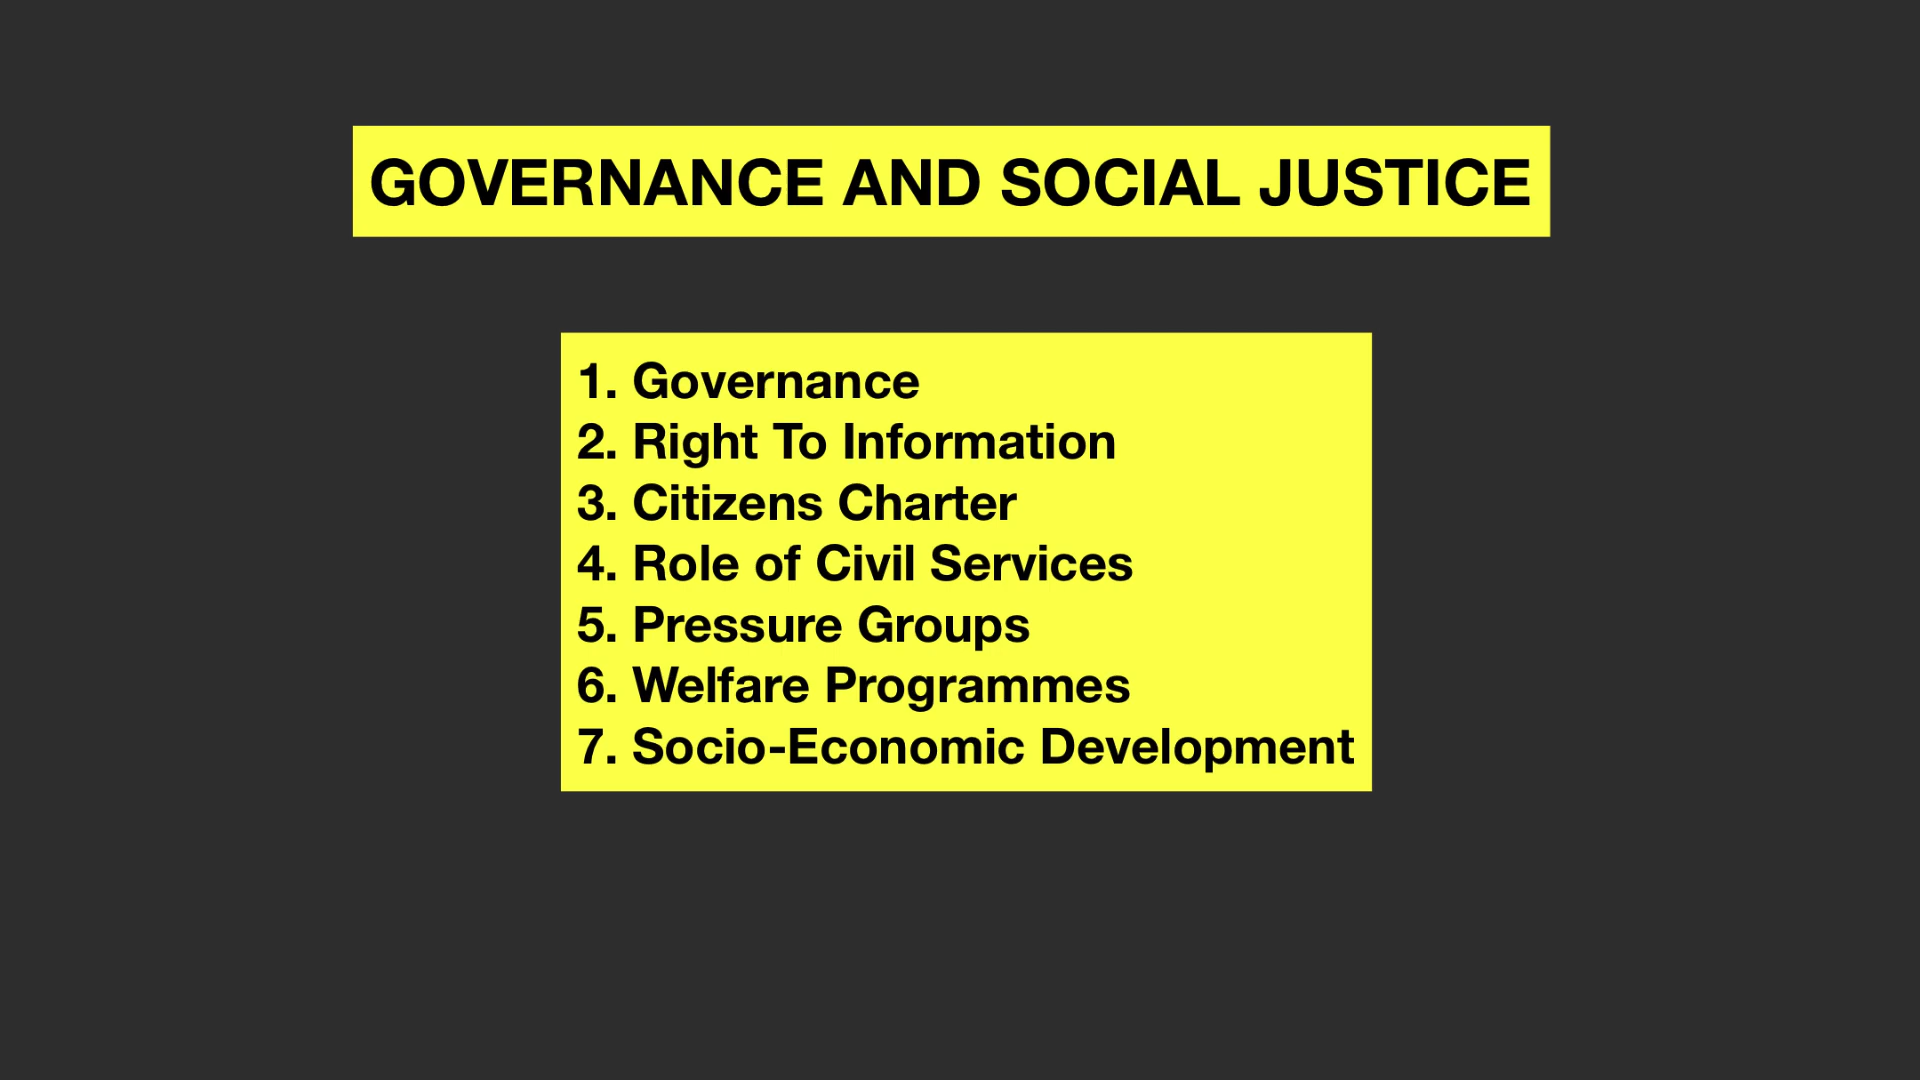 GOVERNANCE AND SOCIAL JUSTICE
1. Governance
2. Right To Information
3. Citizens Charter
4. Role of Civil Services
5. Pressure Groups
6. Welfare Programmes
7. Socio-Economic Development